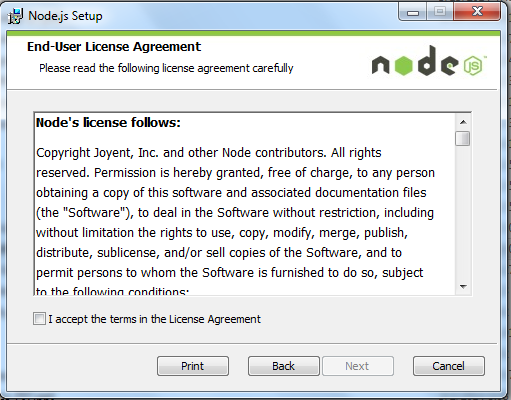 Node.js Setup
End-User License Agreement
Please read the following license agreement carefully
node
JS
Node's license follows:
Copyright Joyent, Inc. and other Node contributors. All rights
reserved. Permission is hereby granted, free of charge, to any person
obtaining a copy of this software and associated documentation files
(the "Software"), to deal in the Software without restriction, including
without limitation the rights to use, copy, modify, merge, publish,
distribute, sublicense, and/or sell copies of the Software, and to
permit persons to whom the Software is furnished to do so, subject
to the following conditions:
I accept the terms in the License Agreement
Print
Back
Next
Cancel